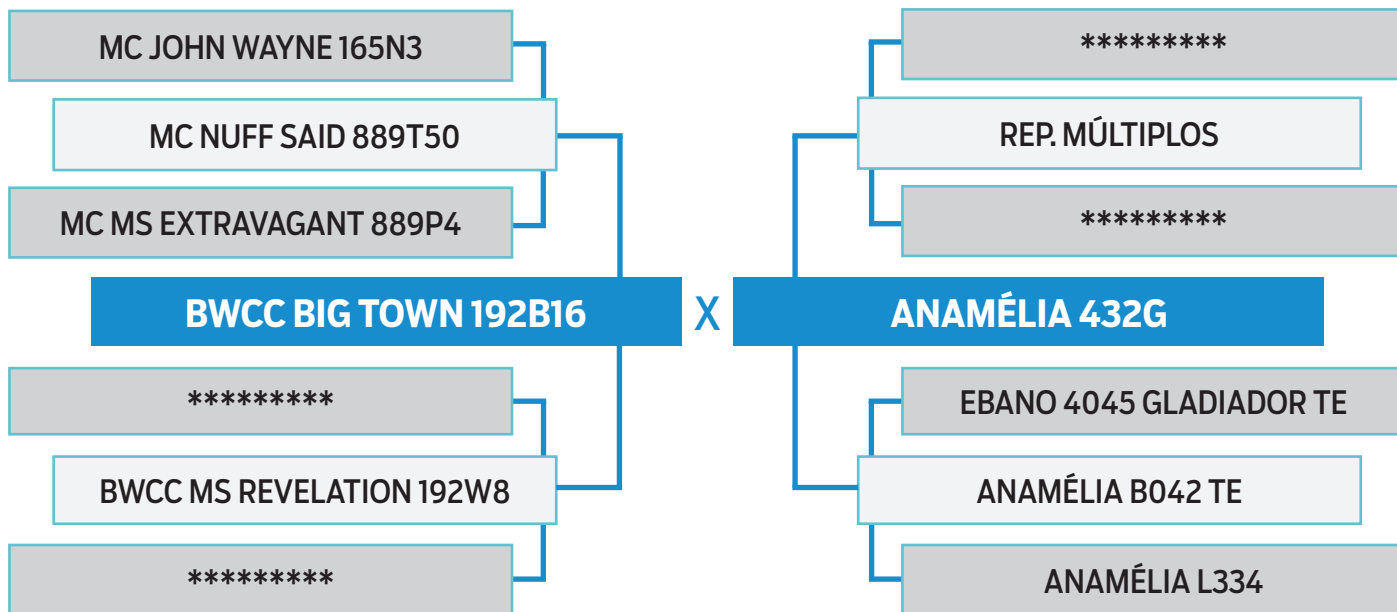 MC JOHN WAYNE 165N3
MC NUFF SAID 889T50
MC MS EXTRAVAGANT 889P4
BWCC BIG TOWN 192B16
*********
BWCC MS REVELATION 192W8
*********
X
*********
REP. MÚLTIPLOS
*********
ANAMÉLIA 432G
EBANO 4045 GLADIADOR TE
ANAMÉLIA B042 TE
ANAMÉLIA L334